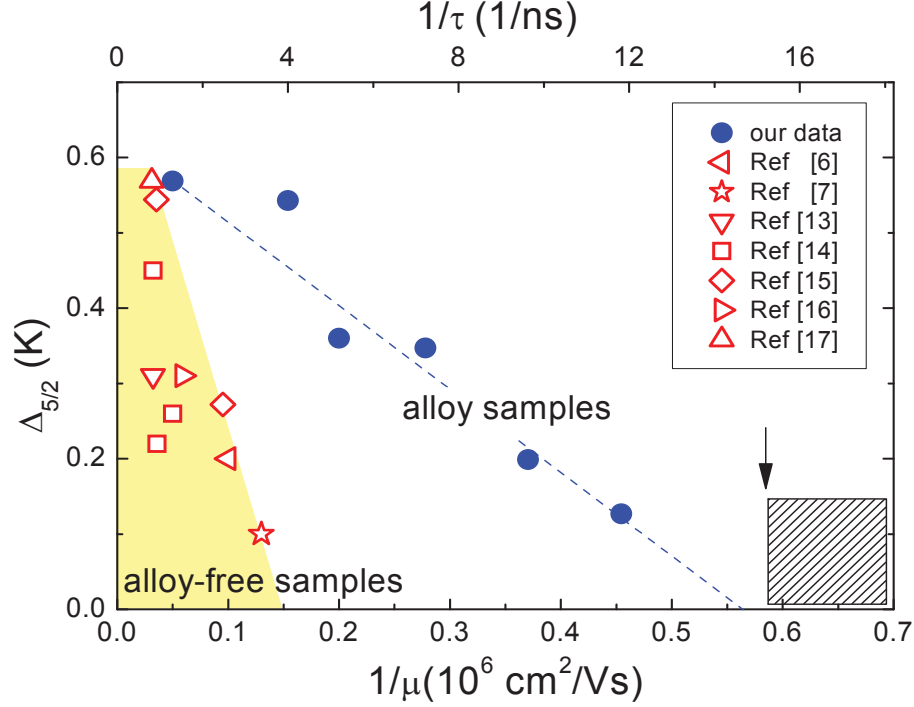 1/τ (1/ns)
0 4 8 12 16
our data
Ref [6]
Ref [7]
Ref [13]
Ref [14]
Ref [15]
Ref [16]
Ref [17]
0.6
0.4
0.2
0.0
Δ5/2 (K)
alloy samples
alloy-free samples
0.0 0.1 0.2 0.3 0.4 0.5 0.6 0.7
1/μ(10⁶ cm²/Vs)